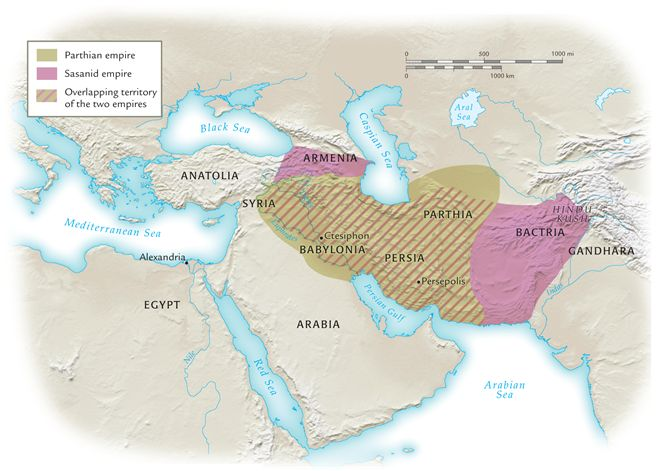 Parthian empire
Sasanid empire
Overlapping territory
of the two empires
0 500 1000 mi
0 1000 km
Aral
Sea
Caspian Sea
Black Sea
ARMENIA
ANATOLIA
HINDU
KUSH
SYRIA
PARTHIA
BACTRIA
Mediterranean Sea
Ctesiphon
GANDHARA
BABYLONIA
PERSIA
Alexandria
Persepolis
Indus
EGYPT
Persian Gulf
ARABIA
Nile
Red Sea
Arabian
Sea